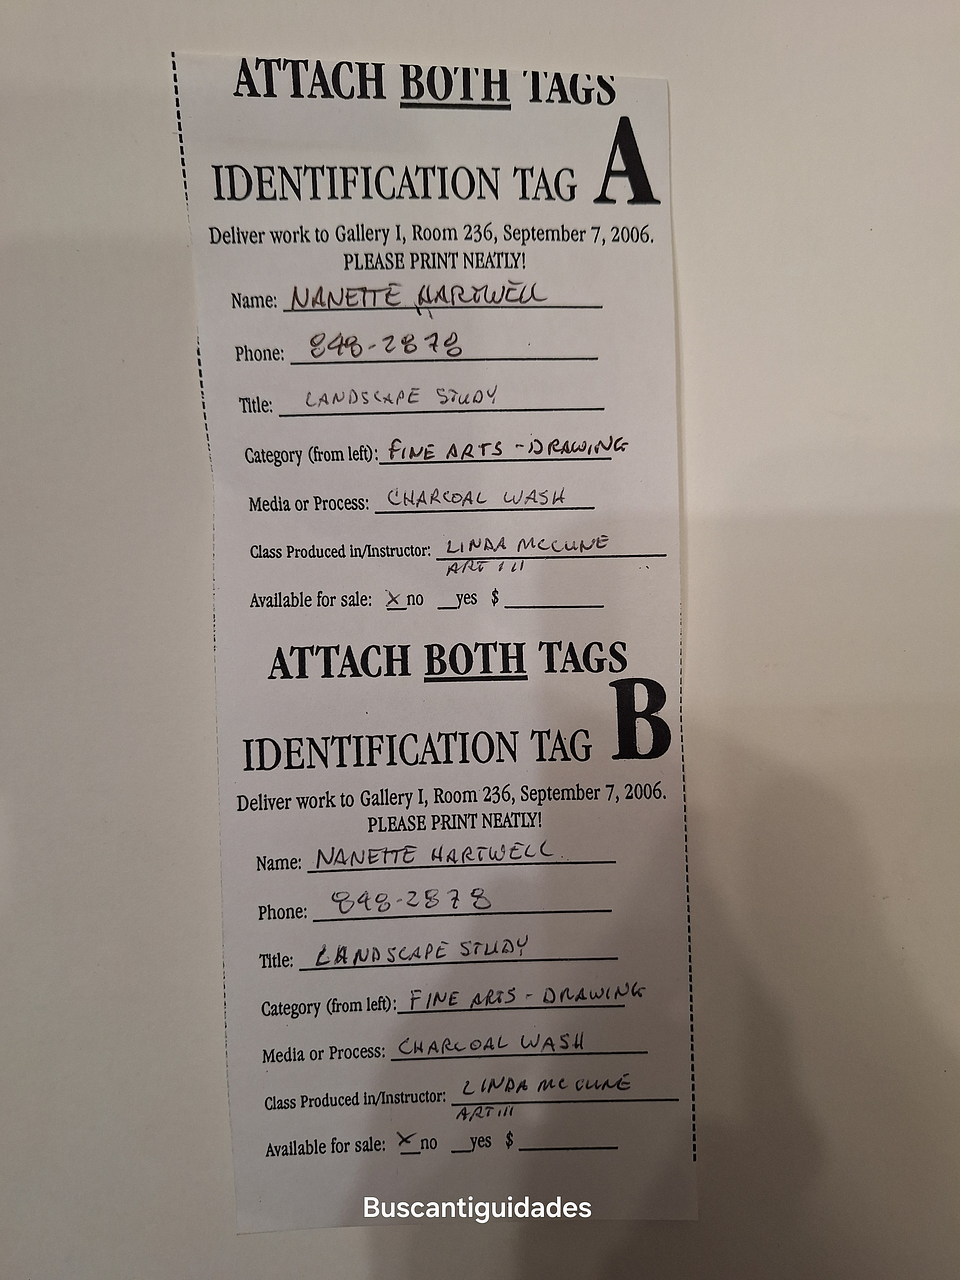 ATTACH BOTH TAGS
IDENTIFICATION TAG A
Deliver work to Gallery I, Room 236, September 7, 2006.
PLEASE PRINT NEATLY!
Name: NANETTE HARTWELL
Phone: 848-2878
Title: LANDSCAPE STUDY
Category (from left): FINE ARTS - DRAWING
Media or Process: CHARCOAL WASH
Class Produced in/Instructor: LINDA MCCUNE
ART 111
Available for sale: X no __yes $
ATTACH BOTH TAGS
IDENTIFICATION TAG B
Deliver work to Gallery I, Room 236, September 7, 2006.
PLEASE PRINT NEATLY!
Name: NANETTE HARTWELL
Phone: 848-2878
Title: LANDSCAPE STUDY
Category (from left): FINE ARTS - DRAWING
Media or Process: CHARCOAL WASH
Class Produced in/Instructor: LINDA MC CUNE
ART 111
Available for sale: X no __yes $
Buscantiguidades